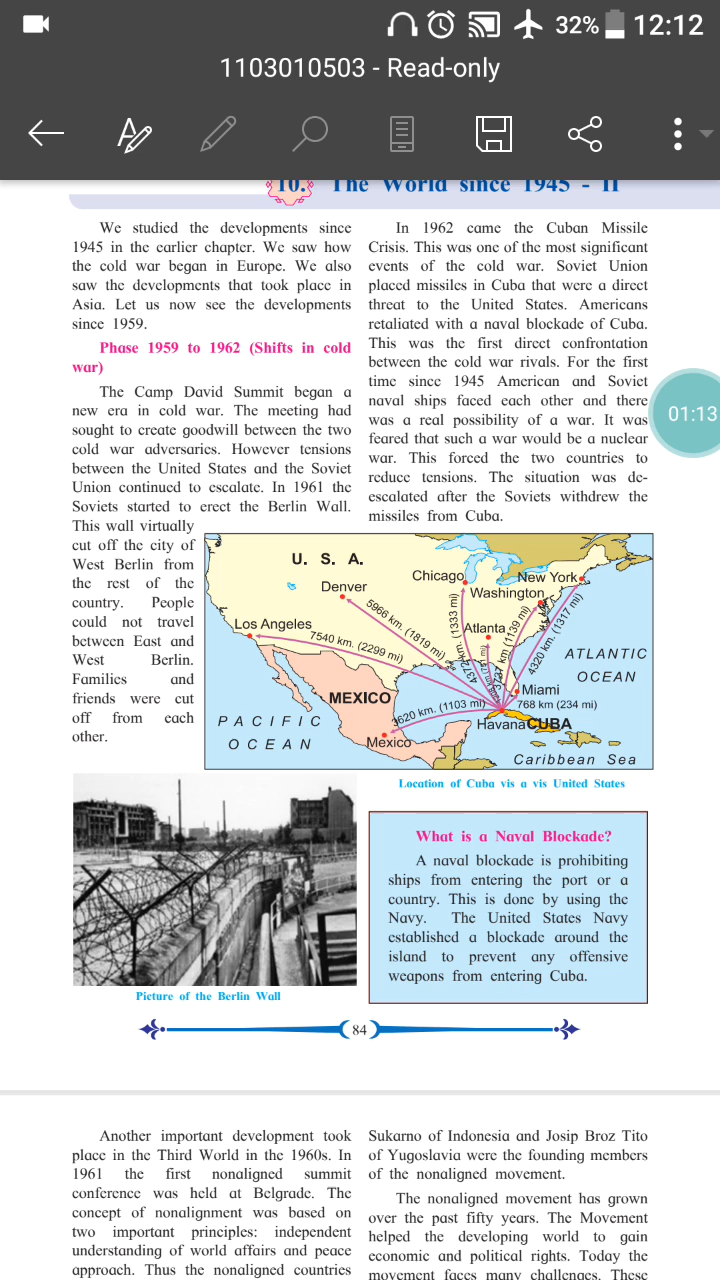 32% 12:12
1103010503 - Read-only
10. The World since 1945 - II
We studied the developments since
1945 in the earlier chapter. We saw how
the cold war began in Europe. We also
saw the developments that took place in
Asia. Let us now see the developments
since 1959.
Phase 1959 to 1962 (Shifts in cold
war)
The Camp David Summit began a
new era in cold war. The meeting had
sought to create goodwill between the two
cold war adversaries. However tensions
between the United States and the Soviet
Union continued to escalate. In 1961 the
Soviets started to erect the Berlin Wall.
This wall virtually
cut off the city of
West Berlin from
the rest of the
country. People
could not travel
between East and
West Berlin.
Families and
friends were cut
off from each
other.
In 1962 came the Cuban Missile
Crisis. This was one of the most significant
events of the cold war. Soviet Union
placed missiles in Cuba that were a direct
threat to the United States. Americans
retaliated with a naval blockade of Cuba.
This was the first direct confrontation
between the cold war rivals. For the first
time since 1945 American and Soviet
naval ships faced each other and there
was a real possibility of a war. It was
feared that such a war would be a nuclear
war. This forced the two countries to
reduce tensions. The situation was de-
escalated after the Soviets withdrew the
missiles from Cuba.
01:13
U. S. A.
Denver
Chicago
New York
Washington
Los Angeles
Atlanta
5966 km. (1819 mi)
7540 km. (2299 mi)
4372 km. (1333 mi)
3737 km (1139 mi)
4320 km. (1317 mi)
ATLANTIC
OCEAN
MEXICO
Miami
768 km (234 mi)
3620 km. (1103 mi)
Havana CUBA
PACIFIC
OCEAN
Mexico
Caribbean Sea
Location of Cuba vis a vis United States
Picture of the Berlin Wall
What is a Naval Blockade?
A naval blockade is prohibiting
ships from entering the port or a
country. This is done by using the
Navy. The United States Navy
established a blockade around the
island to prevent any offensive
weapons from entering Cuba.
84
Another important development took
place in the Third World in the 1960s. In
1961 the first nonaligned summit
conference was held at Belgrade. The
concept of nonalignment was based on
two important principles: independent
understanding of world affairs and peace
approach. Thus the nonaligned countries
Sukarno of Indonesia and Josip Broz Tito
of Yugoslavia were the founding members
of the nonaligned movement.
The nonaligned movement has grown
over the past fifty years. The Movement
helped the developing world to gain
economic and political rights. Today the
movement faces many challenges. These